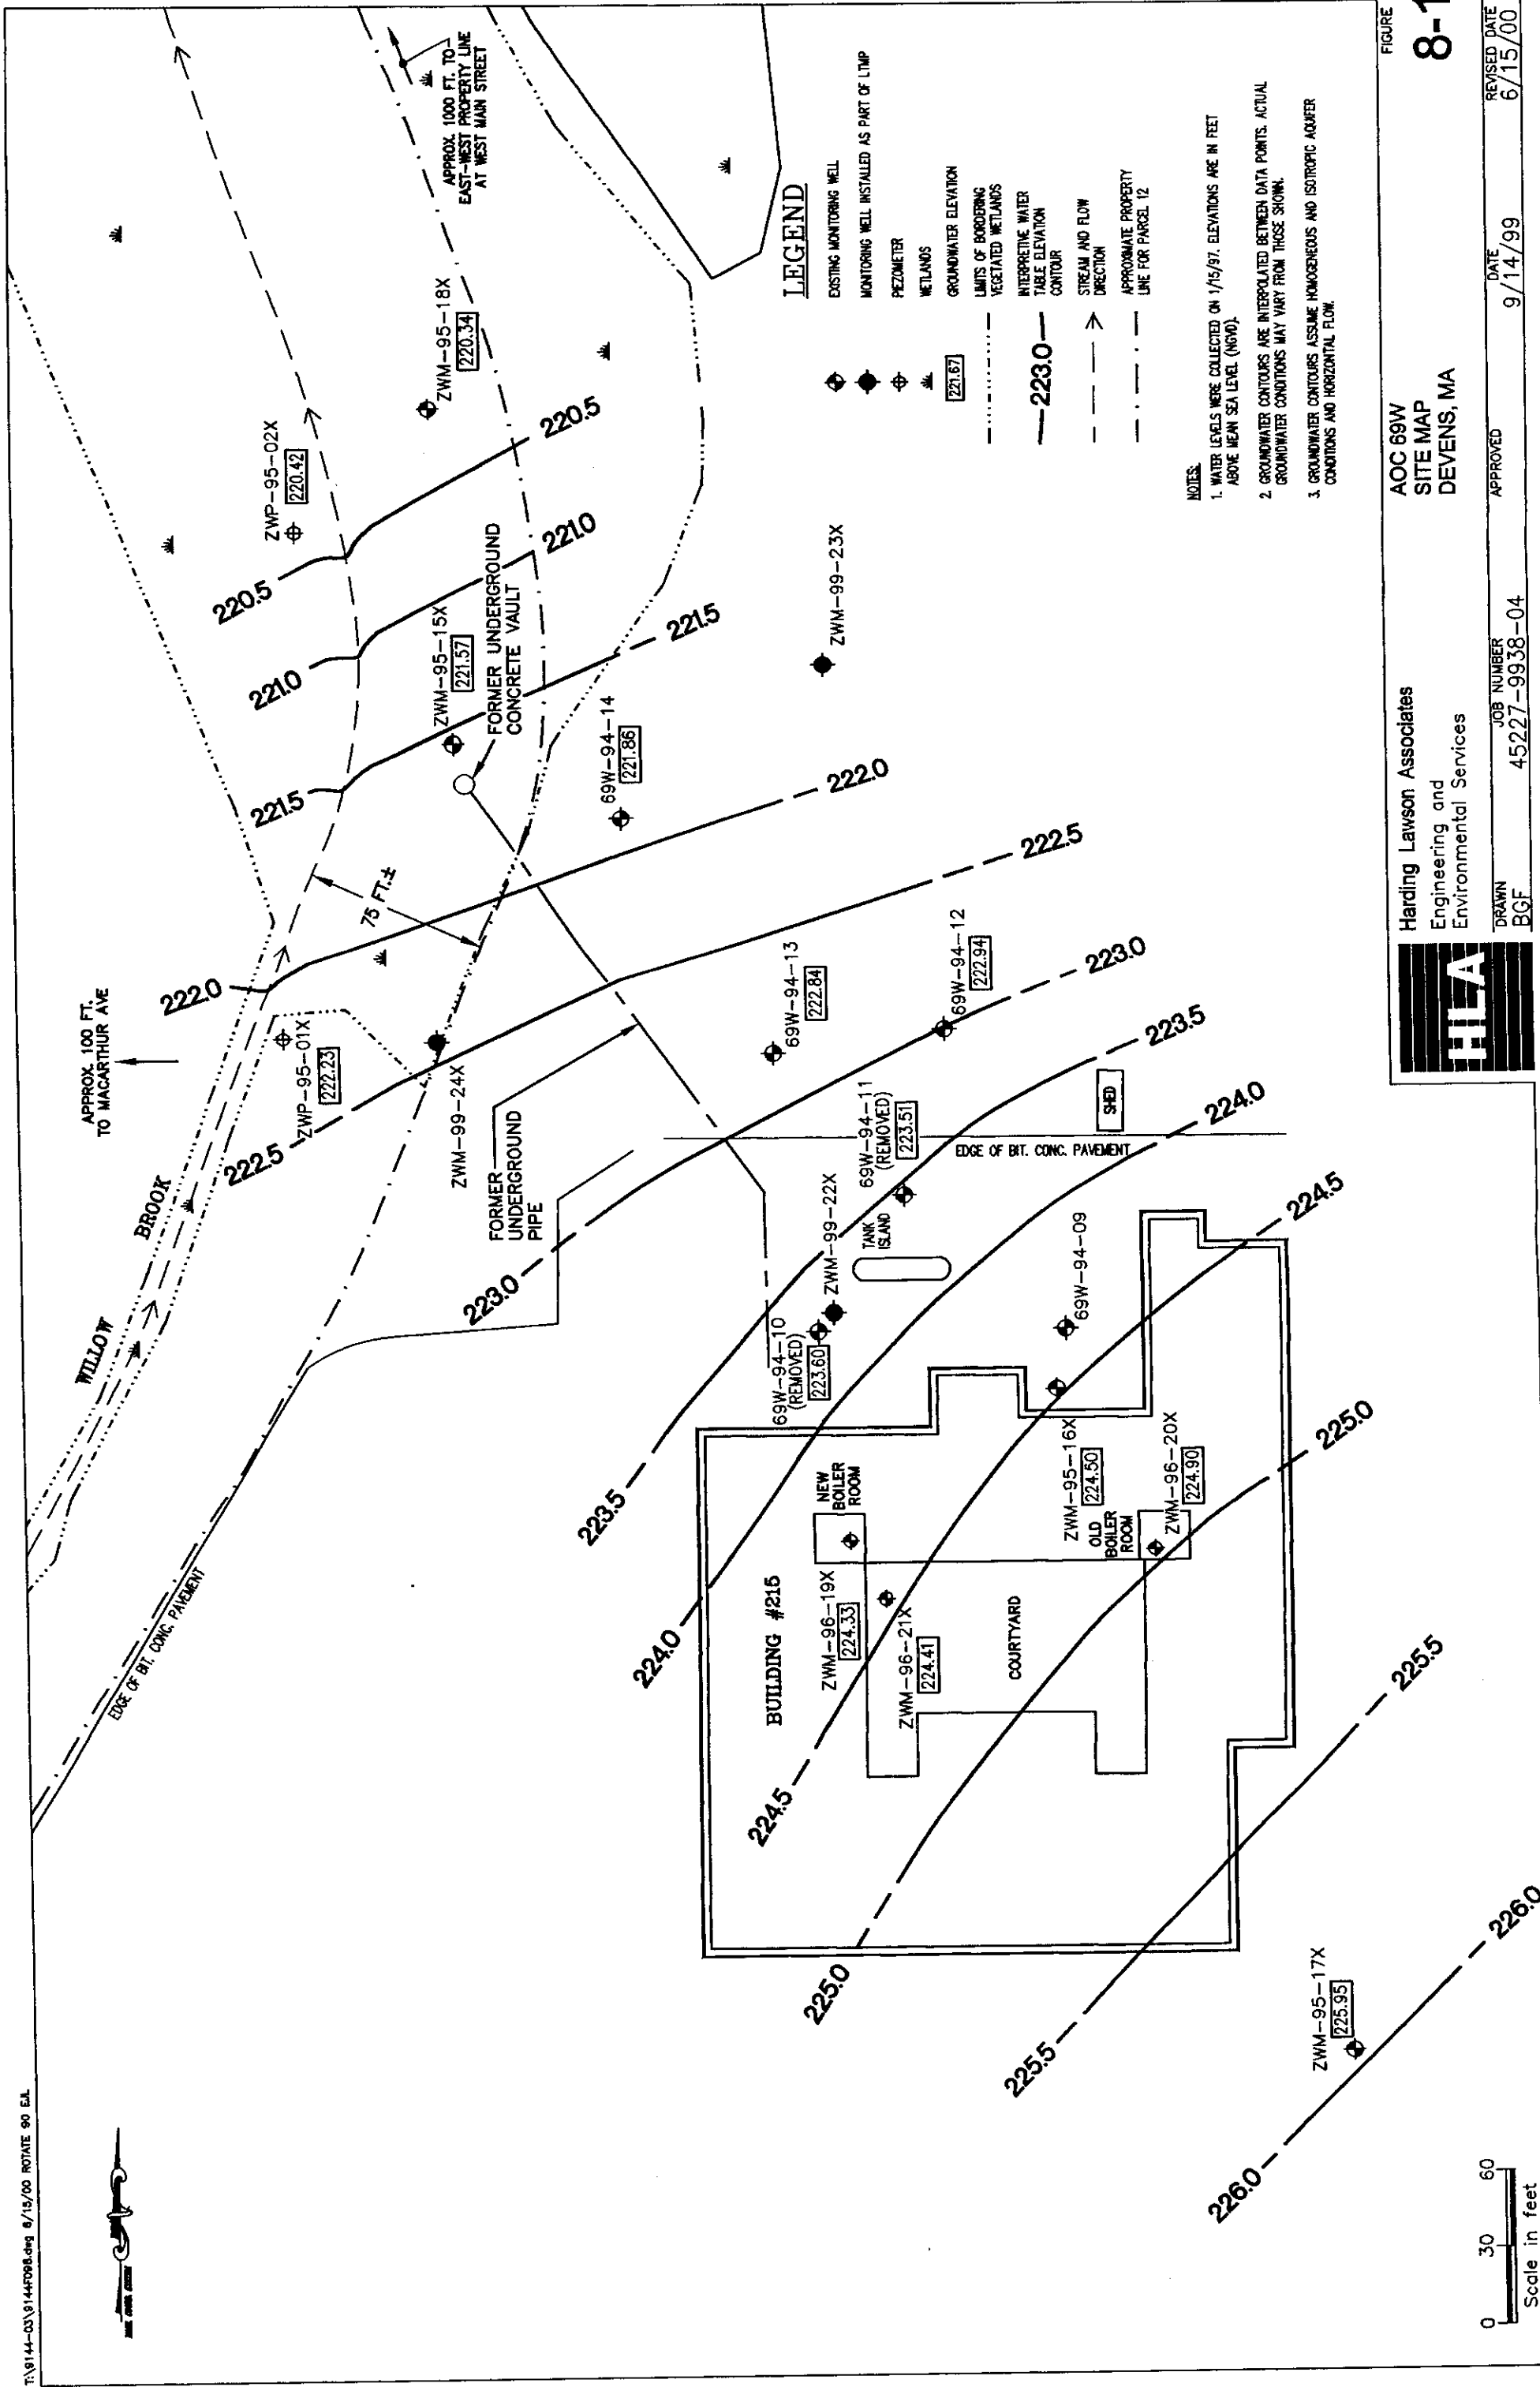 T:\9144-03\9144F098.dwg 6/15/00 ROTATE 90 EJL
APPROX. 100 FT.
TO MACARTHUR AVE
WILLOW
BROOK
EDGE OF BIT. CONC. PAVEMENT
APPROX. 1000 FT. TO
EAST-WEST PROPERTY LINE
AT WEST MAIN STREET
ZWP-95-01X
222.23
ZWP-95-02X
220.42
ZWM-95-18X
220.34
ZWM-95-15X
221.57
FORMER UNDERGROUND
CONCRETE VAULT
75 FT.±
ZWM-99-24X
69W-94-14
221.86
ZWM-99-23X
FORMER
UNDERGROUND
PIPE
69W-94-13
222.84
69W-94-12
222.94
69W-94-11
(REMOVED)
223.51
EDGE OF BIT. CONC. PAVEMENT
SHED
ZWM-99-22X
TANK
ISLAND
69W-94-10
(REMOVED)
223.60
69W-94-09
NEW
BOILER
ROOM
BUILDING #215
ZWM-96-19X
224.33
ZWM-96-21X
224.41
COURTYARD
ZWM-95-16X
224.50
OLD
BOILER
ROOM
ZWM-96-20X
224.90
ZWM-95-17X
225.95
220.5
220.5
221.0
221.0
221.5
221.5
222.0
222.0
222.5
222.5
223.0
223.0
223.5
223.5
224.0
224.0
224.5
224.5
225.0
225.0
225.5
225.5
226.0
226.0
LEGEND
EXISTING MONITORING WELL
MONITORING WELL INSTALLED AS PART OF LTMP
PIEZOMETER
WETLANDS
221.67
GROUNDWATER ELEVATION
LIMITS OF BORDERING
VEGETATED WETLANDS
223.0
INTERPRETIVE WATER
TABLE ELEVATION
CONTOUR
STREAM AND FLOW
DIRECTION
APPROXIMATE PROPERTY
LINE FOR PARCEL 12
NOTES:
1. WATER LEVELS WERE COLLECTED ON 1/15/97. ELEVATIONS ARE IN FEET
ABOVE MEAN SEA LEVEL (NGVD).
2. GROUNDWATER CONTOURS ARE INTERPOLATED BETWEEN DATA POINTS. ACTUAL
GROUNDWATER CONDITIONS MAY VARY FROM THOSE SHOWN.
3. GROUNDWATER CONTOURS ASSUME HOMOGENEOUS AND ISOTROPIC AQUIFER
CONDITIONS AND HORIZONTAL FLOW.
0 30 60
Scale in feet
HLA
Harding Lawson Associates
Engineering and
Environmental Services
AOC 69W
SITE MAP
DEVENS, MA
FIGURE
8-1
DRAWN
BGF
JOB NUMBER
45227-9938-04
APPROVED
DATE
9/14/99
REVISED DATE
6/15/00